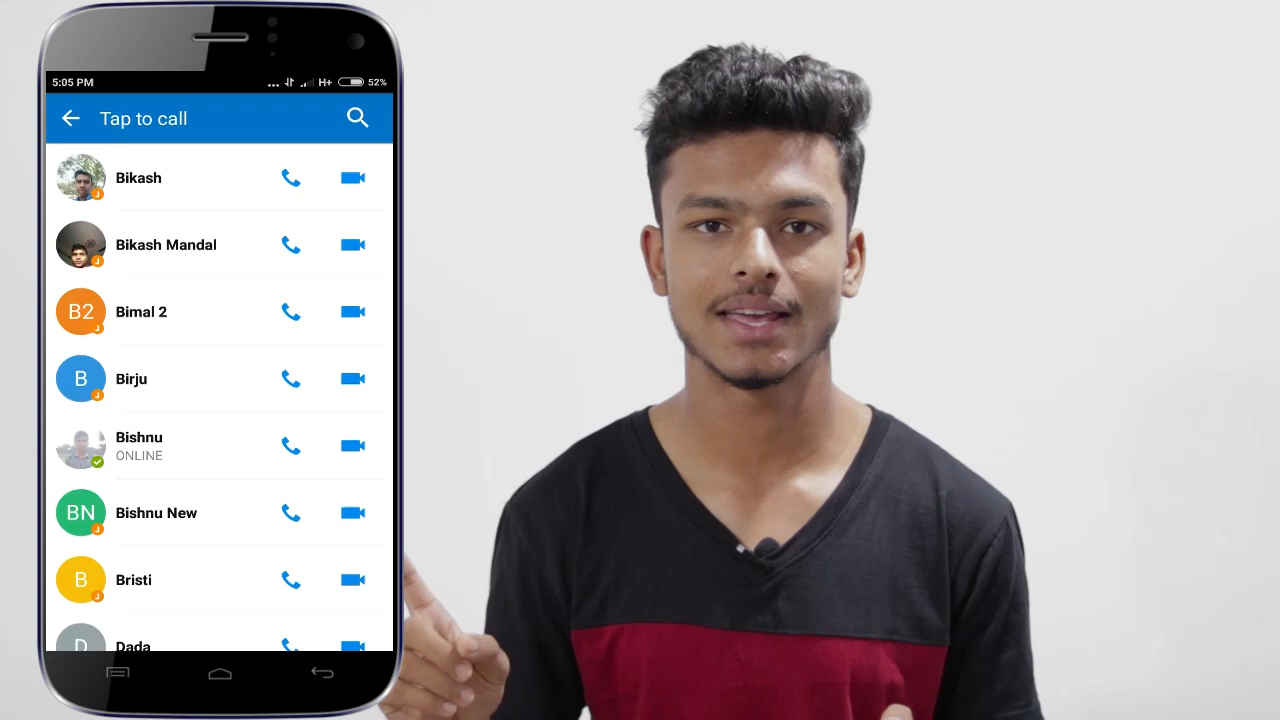 5:05 PM
H+
52%
Tap to call
Bikash
Bikash Mandal
B2
Bimal 2
B
Birju
Bishnu
ONLINE
BN
Bishnu New
B
Bristi
D
Dada